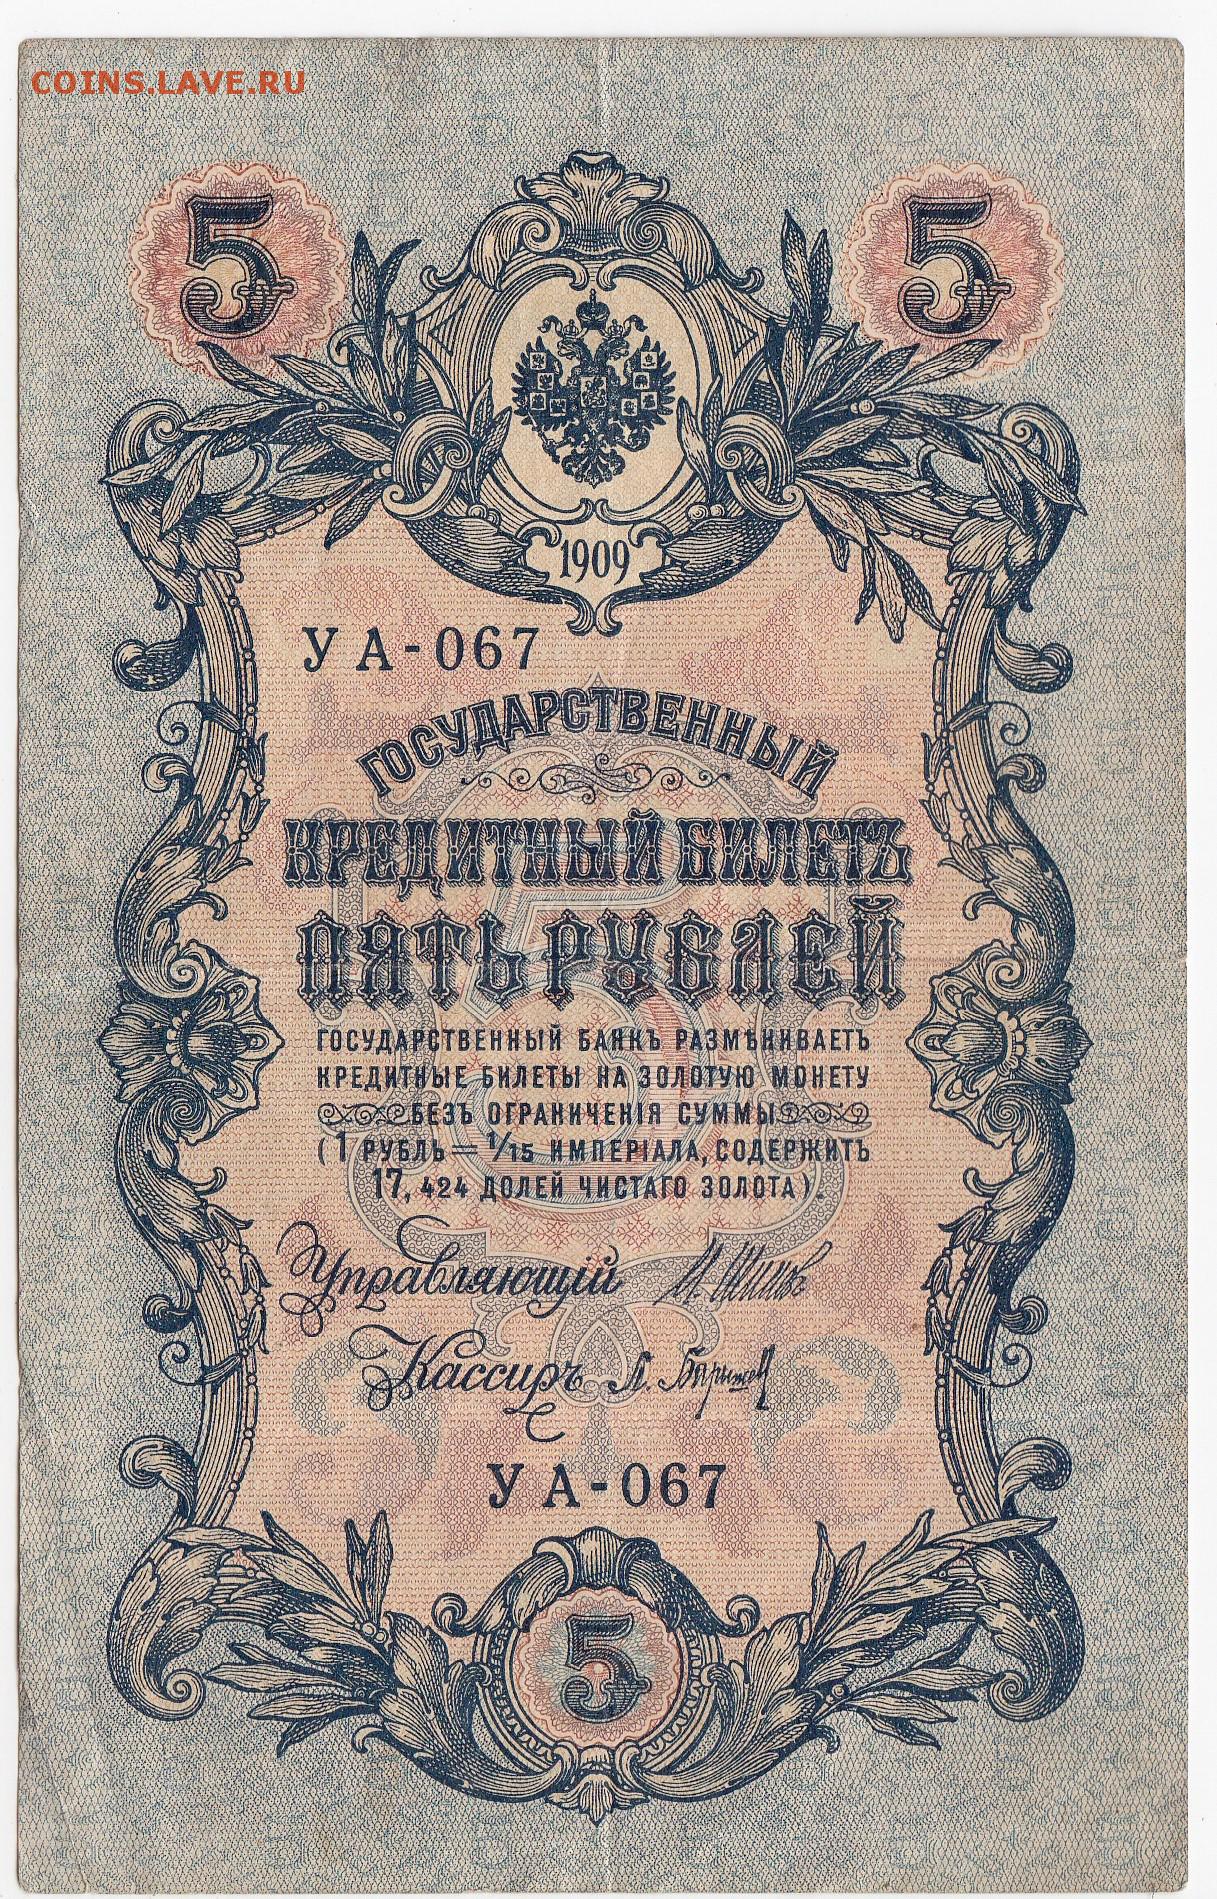 COINS.LAVE.RU
5 5
1909
УА-067
ГОСУДАРСТВЕННЫЙ
КРЕДИТНЫЙ БИЛЕТЪ
ПЯТЬ РУБЛЕЙ
ГОСУДАРСТВЕННЫЙ БАНКЪ РАЗМѢНИВАЕТЪ
КРЕДИТНЫЕ БИЛЕТЫ НА ЗОЛОТУЮ МОНЕТУ
БЕЗЪ ОГРАНИЧЕНІЯ СУММЫ
(1 РУБЛЬ = 1/15 ИМПЕРІАЛА, СОДЕРЖИТЪ
17,424 ДОЛЕЙ ЧИСТАГО ЗОЛОТА).
Управляющій И. Шипов
Кассиръ
УА-067
5